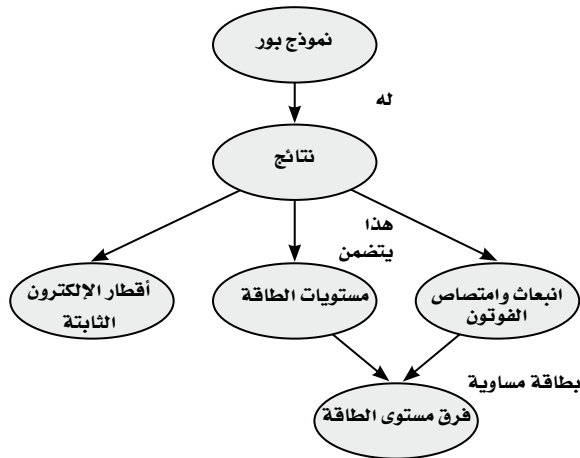 نموذج بور
له
نتائج
هذا
يتضمن
أقطار الإلكترون
الثابتة
مستويات الطاقة
انبعاث وامتصاص
الفوتون
بطاقة مساوية
فرق مستوى الطاقة